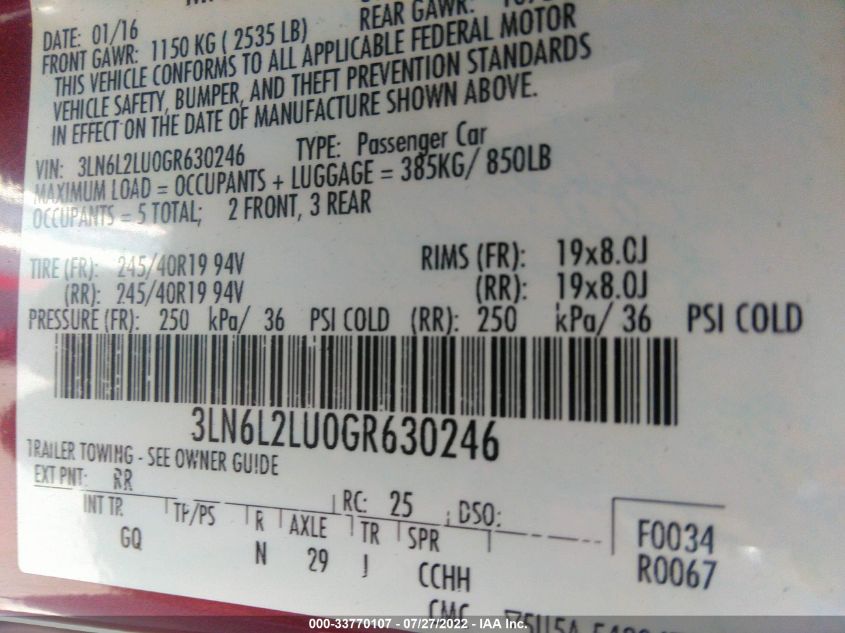 DATE: 01/16
FRONT GAWR: 1150 KG ( 2535 LB) REAR GAWR:
THIS VEHICLE CONFORMS TO ALL APPLICABLE FEDERAL MOTOR
VEHICLE SAFETY, BUMPER, AND THEFT PREVENTION STANDARDS
IN EFFECT ON THE DATE OF MANUFACTURE SHOWN ABOVE.
VIN: 3LN6L2LU0GR630246 TYPE: Passenger Car
MAXIMUM LOAD = OCCUPANTS + LUGGAGE = 385KG/ 850LB
OCCUPANTS = 5 TOTAL; 2 FRONT, 3 REAR
TIRE (FR): 245/40R19 94V RIMS (FR): 19x8.0J
(RR): 245/40R19 94V (RR): 19x8.0J
PRESSURE (FR): 250 kPa/ 36 PSI COLD (RR): 250 kPa/ 36 PSI COLD
3LN6L2LU0GR630246
TRAILER TOWING - SEE OWNER GUIDE
EXT PNT: RR RC: 25 DSO:
INT TR TP/PS R AXLE TR SPR F0034
GQ N 29 J CCHH R0067
000-33770107 - 07/27/2022 - IAA Inc.